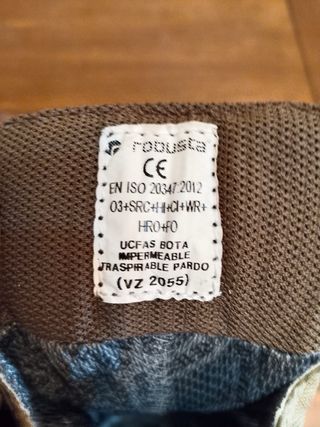 robusta
CE
EN ISO 20347:2012
O3+SRC+HI+CI+WR+
HRO+FO
UCFAS BOTA
IMPERMEABLE
TRASPIRABLE PARDO
(VZ 2055)